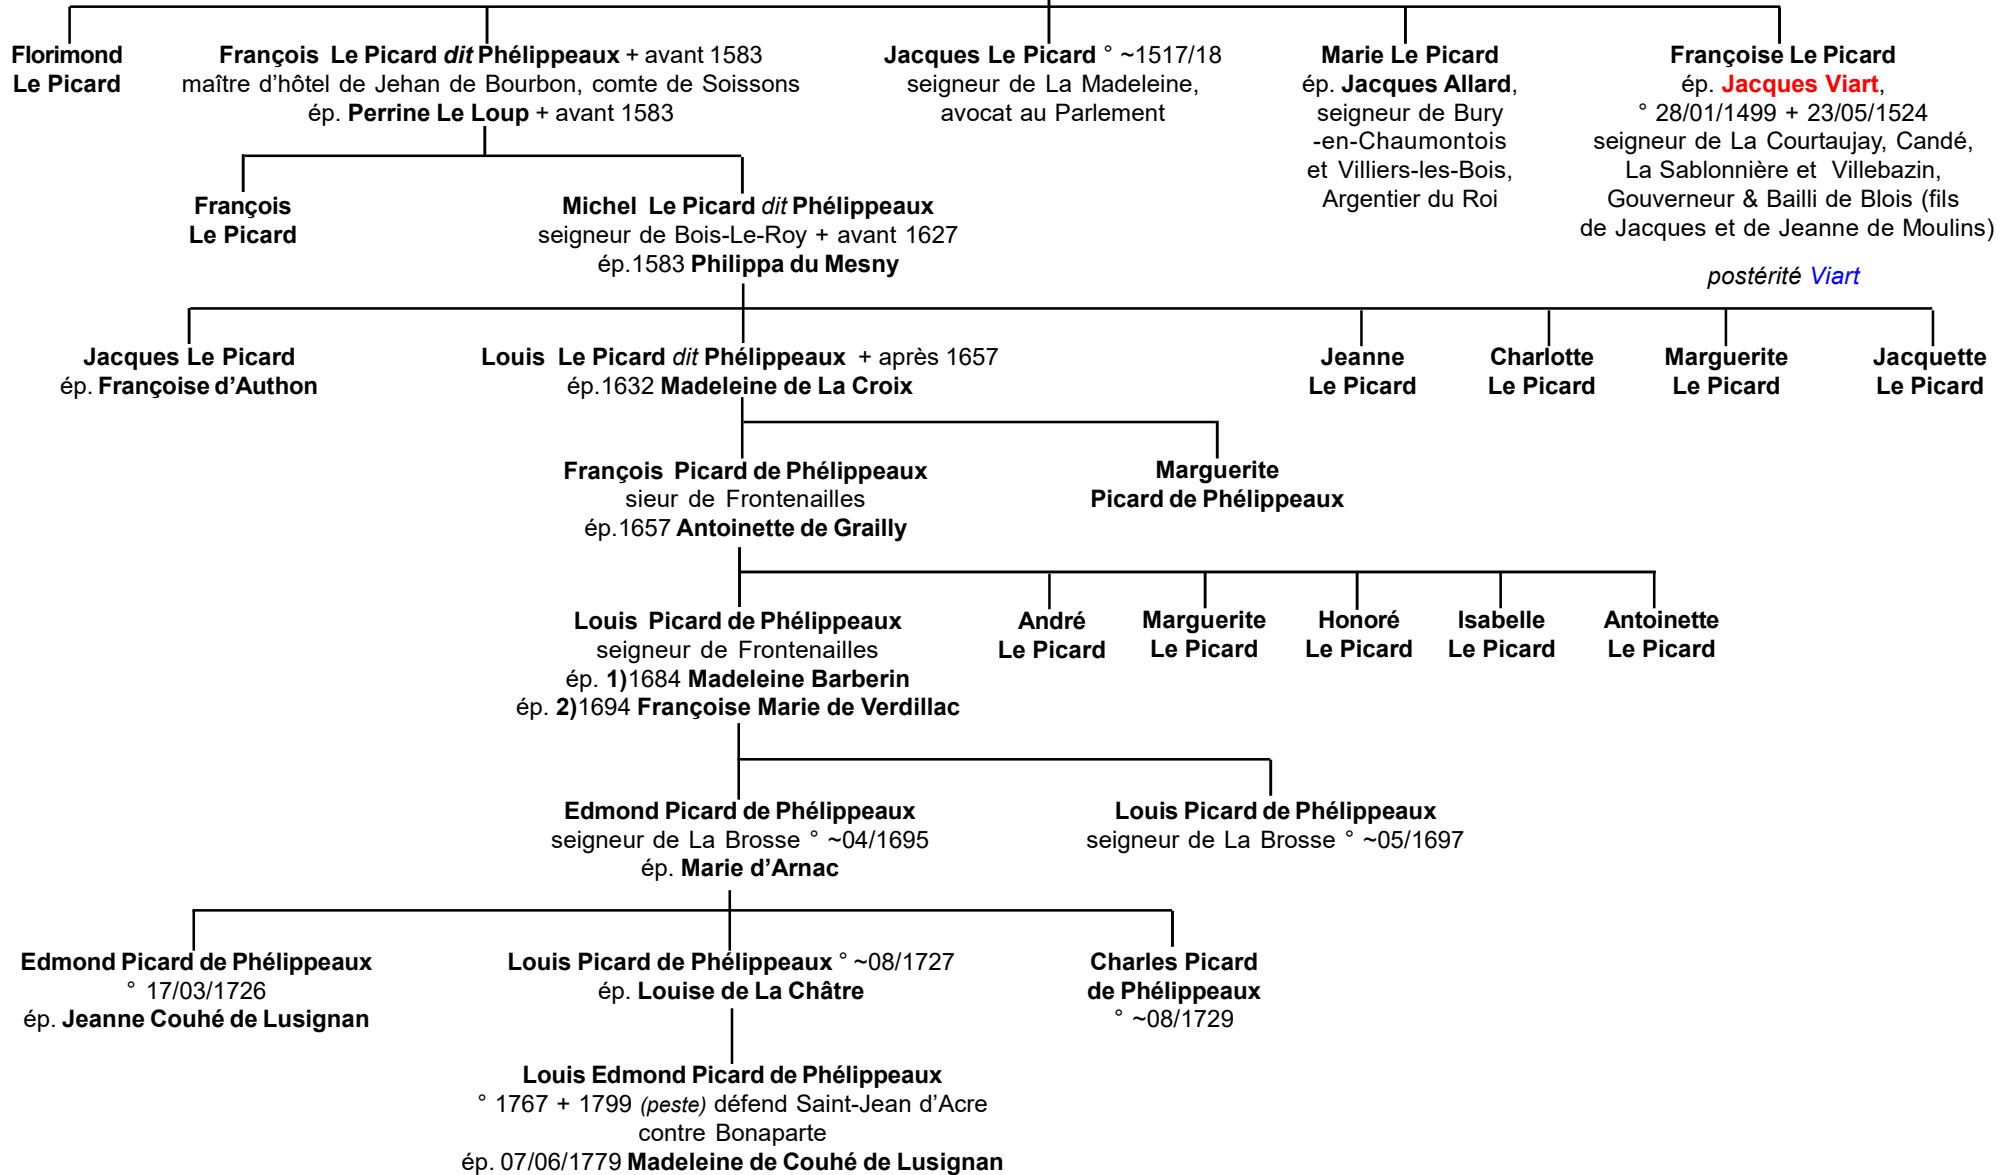 Florimond
Le Picard
François Le Picard dit Phélippeaux + avant 1583
maître d'hôtel de Jehan de Bourbon, comte de Soissons
ép. Perrine Le Loup + avant 1583
Jacques Le Picard ° ~1517/18
seigneur de La Madeleine,
avocat au Parlement
Marie Le Picard
ép. Jacques Allard,
seigneur de Bury
-en-Chaumontois
et Villiers-les-Bois,
Argentier du Roi
Françoise Le Picard
ép. Jacques Viart,
° 28/01/1499 + 23/05/1524
seigneur de La Courtaujay, Candé,
La Sablonnière et Villebazin,
Gouverneur & Bailli de Blois (fils
de Jacques et de Jeanne de Moulins)
postérité Viart
François
Le Picard
Michel Le Picard dit Phélippeaux
seigneur de Bois-Le-Roy + avant 1627
ép.1583 Philippa du Mesny
Jacques Le Picard
ép. Françoise d'Authon
Louis Le Picard dit Phélippeaux + après 1657
ép.1632 Madeleine de La Croix
Jeanne
Le Picard
Charlotte
Le Picard
Marguerite
Le Picard
Jacquette
Le Picard
François Picard de Phélippeaux
sieur de Frontenailles
ép.1657 Antoinette de Grailly
Marguerite
Picard de Phélippeaux
Louis Picard de Phélippeaux
seigneur de Frontenailles
ép. 1)1684 Madeleine Barberin
ép. 2)1694 Françoise Marie de Verdillac
André
Le Picard
Marguerite
Le Picard
Honoré
Le Picard
Isabelle
Le Picard
Antoinette
Le Picard
Edmond Picard de Phélippeaux
seigneur de La Brosse ° ~04/1695
ép. Marie d'Arnac
Louis Picard de Phélippeaux
seigneur de La Brosse ° ~05/1697
Edmond Picard de Phélippeaux
° 17/03/1726
ép. Jeanne Couhé de Lusignan
Louis Picard de Phélippeaux ° ~08/1727
ép. Louise de La Châtre
Charles Picard
de Phélippeaux
° ~08/1729
Louis Edmond Picard de Phélippeaux
° 1767 + 1799 (peste) défend Saint-Jean d'Acre
contre Bonaparte
ép. 07/06/1779 Madeleine de Couhé de Lusignan